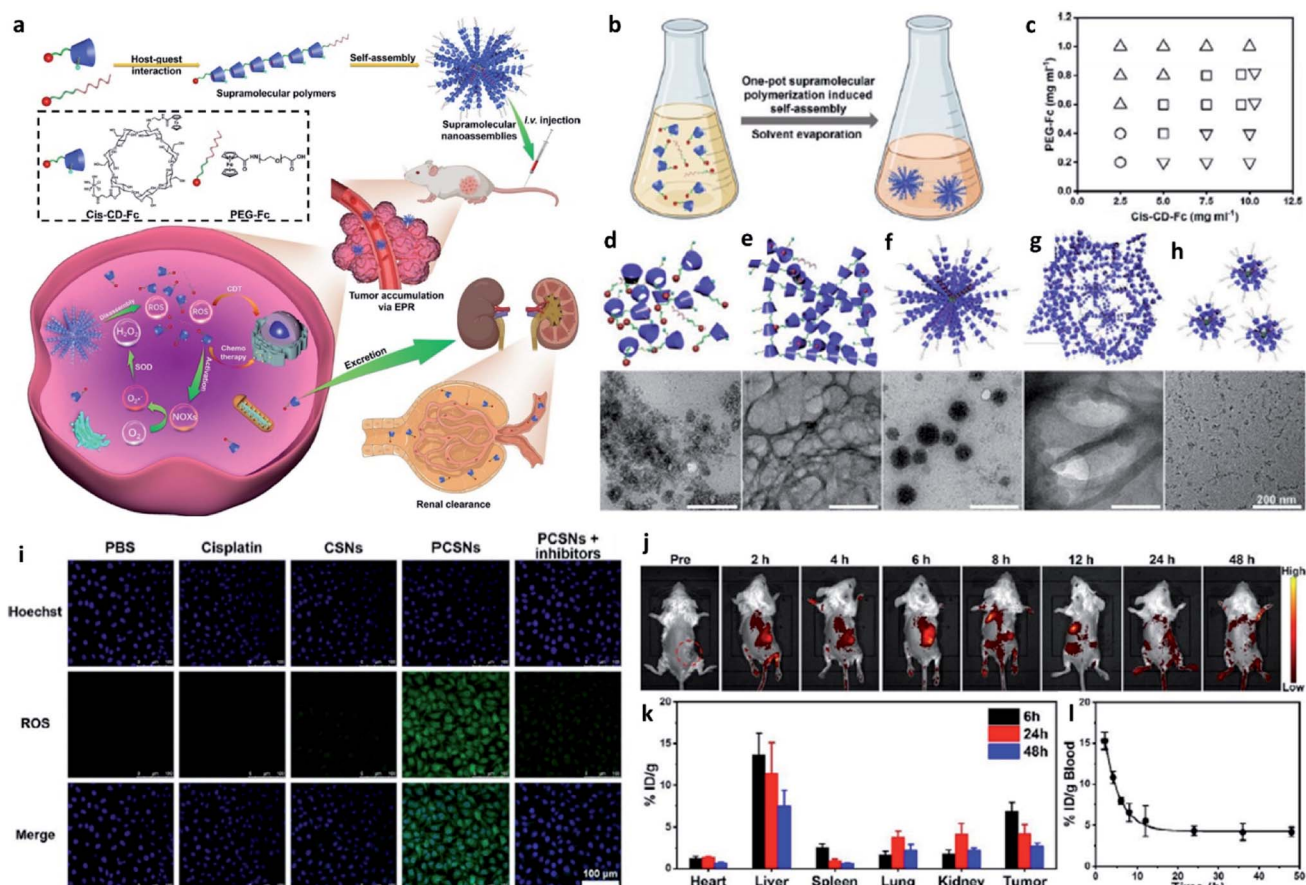 a
Host-guest
interaction
Supramolecular polymers
Self-assembly
Supramolecular
nanoassemblies
I.v. injection
Cis-CD-Fc
PEG-Fc
Tumor accumulation
via EPR
Disassembly
ROS
ROS
CDT
H₂O₂
Chemo
therapy
Activation
SOD
O₂•⁻
NOXs
O₂
Excretion
Renal clearance
b
One-pot supramolecular
polymerization induced
self-assembly
Solvent evaporation
c
PEG-Fc (mg ml⁻¹)
1.0
0.8
0.6
0.4
0.2
0.0
0.0 2.5 5.0 7.5 10.0 12.5
Cis-CD-Fc (mg ml⁻¹)
d
e
f
g
h
200 nm
i
PBS
Cisplatin
CSNs
PCSNs
PCSNs +
inhibitors
Hoechst
ROS
Merge
100 µm
j
Pre 2 h 4 h 6 h 8 h 12 h 24 h 48 h
High
Low
k
% ID/g
20
15
10
5
0
6h
24h
48h
Heart Liver Spleen Lung Kidney Tumor
l
% ID/g Blood
20
15
10
5
0
0 10 20 30 40 50